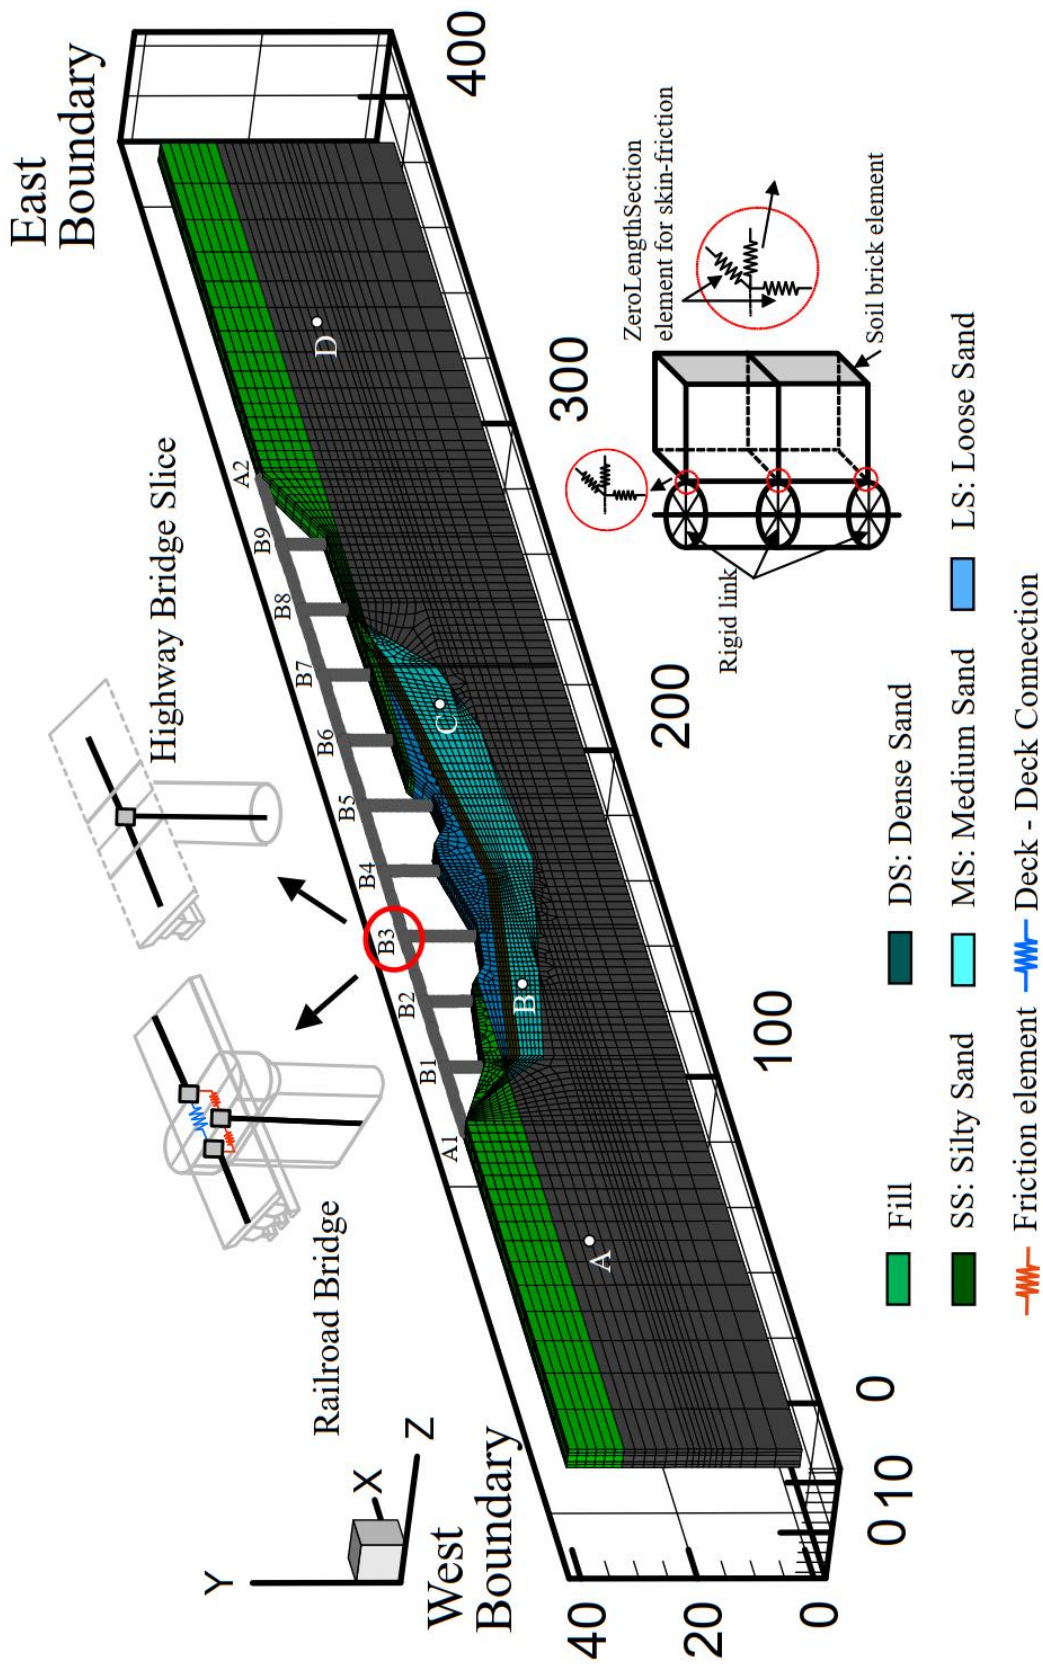 East
Boundary
Highway Bridge Slice
Railroad Bridge
Y
X
Z
West
Boundary
A1
B1
B2
B3
B4
B5
B6
B7
B8
B9
A2
A
B
C
D
40
20
0
0
10
0
100
200
300
400
ZeroLengthSection
element for skin-friction
Rigid link
Soil brick element
Fill
DS: Dense Sand
SS: Silty Sand
MS: Medium Sand
LS: Loose Sand
Friction element
Deck - Deck Connection